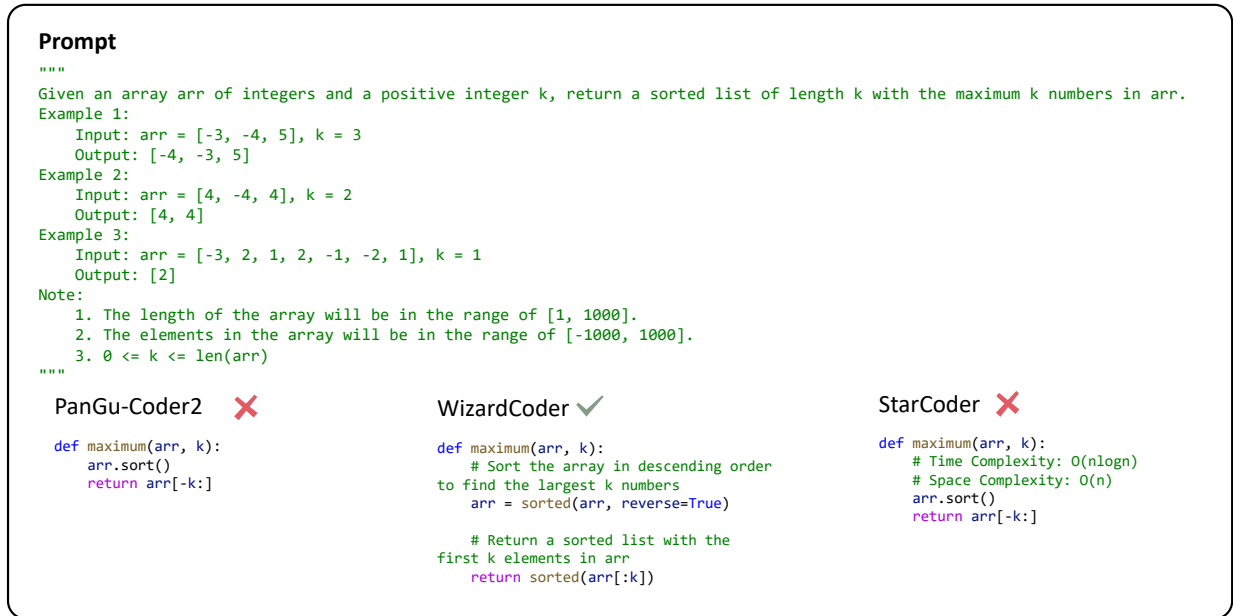 Prompt
"""
Given an array arr of integers and a positive integer k, return a sorted list of length k with the maximum k numbers in arr.
Example 1:
    Input: arr = [-3, -4, 5], k = 3
    Output: [-4, -3, 5]
Example 2:
    Input: arr = [4, -4, 4], k = 2
    Output: [4, 4]
Example 3:
    Input: arr = [-3, 2, 1, 2, -1, -2, 1], k = 1
    Output: [2]
Note:
    1. The length of the array will be in the range of [1, 1000].
    2. The elements in the array will be in the range of [-1000, 1000].
    3. 0 <= k <= len(arr)
"""
PanGu-Coder2
def maximum(arr, k):
    arr.sort()
    return arr[-k:]
WizardCoder
def maximum(arr, k):
    # Sort the array in descending order
to find the largest k numbers
    arr = sorted(arr, reverse=True)
    # Return a sorted list with the
first k elements in arr
    return sorted(arr[:k])
StarCoder
def maximum(arr, k):
    # Time Complexity: O(nlogn)
    # Space Complexity: O(n)
    arr.sort()
    return arr[-k:]